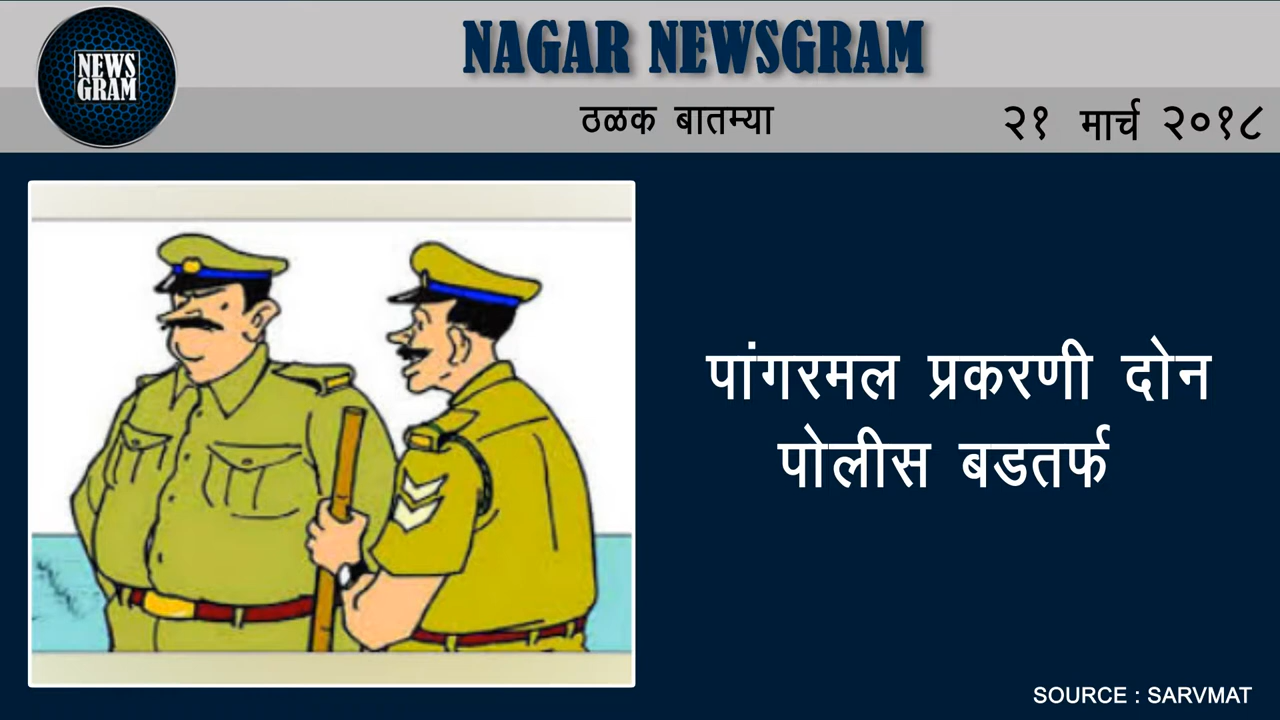 NEWS
GRAM
NAGAR NEWSGRAM
ठळक बातम्या
२१ मार्च २०१८
पांगरमल प्रकरणी दोन
पोलीस बडतर्फ
SOURCE : SARVMAT